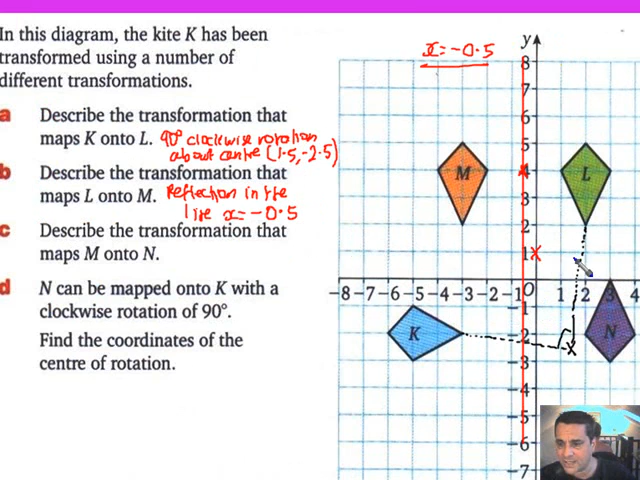 In this diagram, the kite K has been
transformed using a number of
different transformations.
a Describe the transformation that
maps K onto L. 90° clockwise rotation
about centre (1.5, -2.5)
b Describe the transformation that
maps L onto M. Reflection in the
line x = -0.5
c Describe the transformation that
maps M onto N.
d N can be mapped onto K with a
clockwise rotation of 90°.
Find the coordinates of the
centre of rotation.
x = -0.5
y
8
5
4
3
2
1
-8 -7 -6 -5 -4 -3 -2 -1 O 1 2 3 4
-2
-3
-4
-5
-6
-7
M
L
K
N